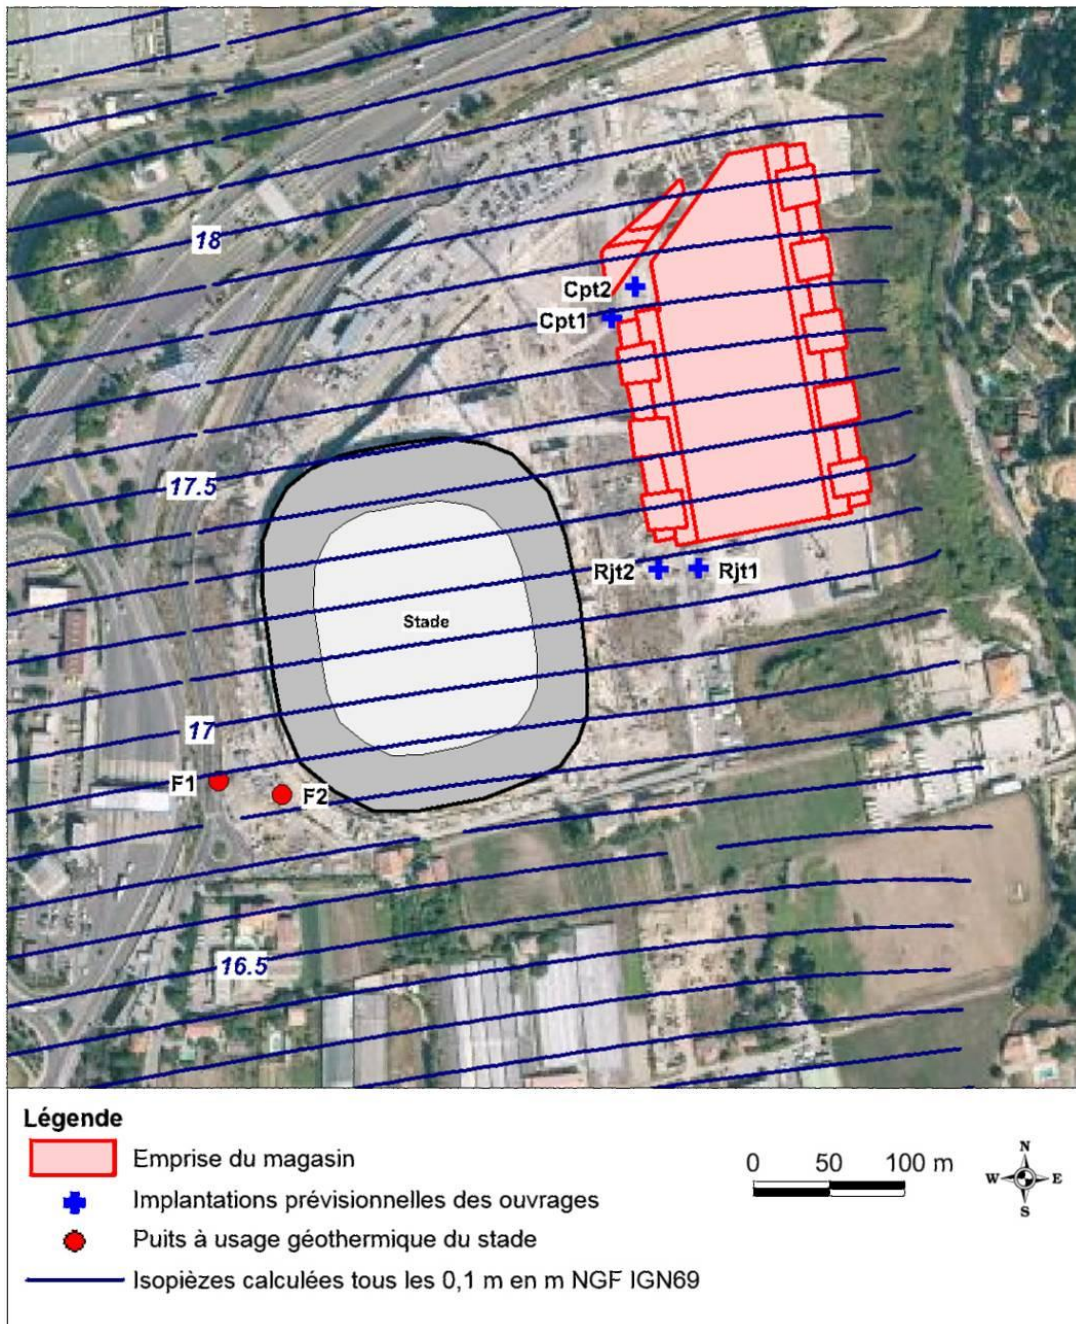 18
Cpt2
Cpt1
17.5
Rjt2
Rjt1
Stade
17
F1
F2
16.5
Légende
Emprise du magasin
Implantations prévisionnelles des ouvrages
Puits à usage géothermique du stade
Isopièzes calculées tous les 0,1 m en m NGF IGN69
0 50 100 m
N
W E
S